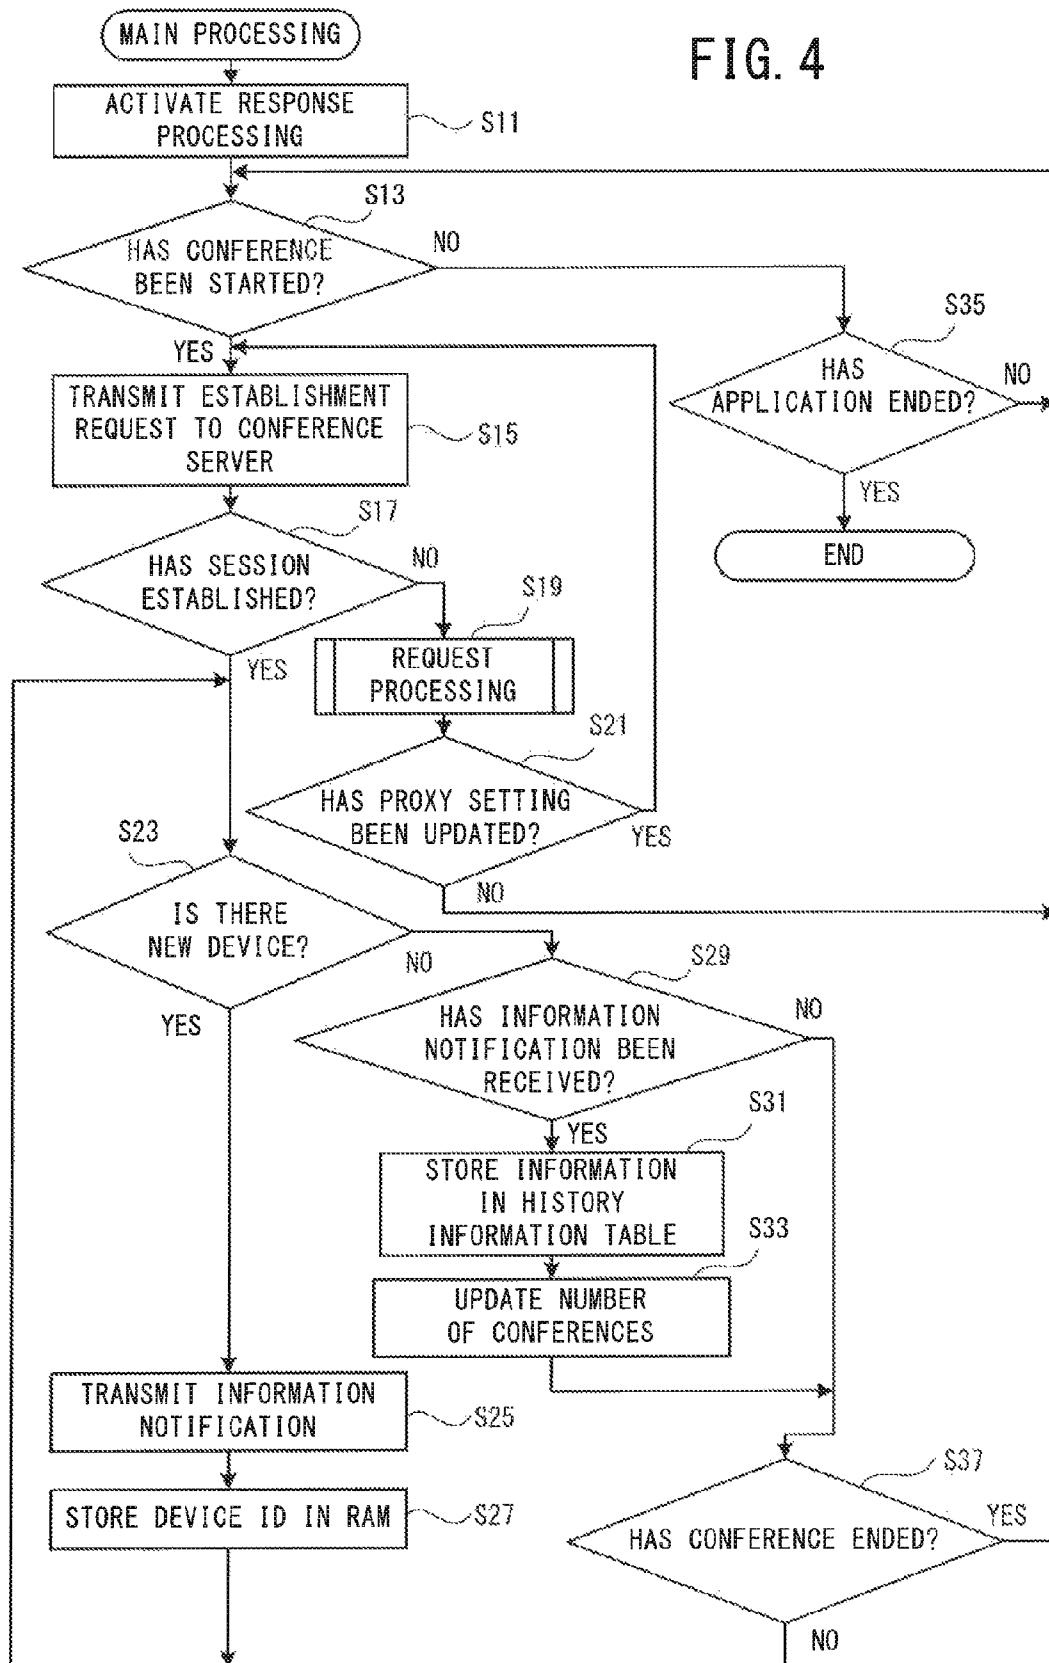 MAIN PROCESSING
FIG. 4
ACTIVATE RESPONSE
PROCESSING
S11
S13
HAS CONFERENCE
BEEN STARTED?
NO
YES
S35
HAS
APPLICATION ENDED?
NO
YES
END
TRANSMIT ESTABLISHMENT
REQUEST TO CONFERENCE
SERVER
S15
S17
HAS SESSION
ESTABLISHED?
NO
YES
S19
REQUEST
PROCESSING
S21
HAS PROXY SETTING
BEEN UPDATED?
YES
NO
S23
IS THERE
NEW DEVICE?
NO
YES
S29
HAS INFORMATION
NOTIFICATION BEEN
RECEIVED?
NO
YES
S31
STORE INFORMATION
IN HISTORY
INFORMATION TABLE
S33
UPDATE NUMBER
OF CONFERENCES
TRANSMIT INFORMATION
NOTIFICATION
S25
STORE DEVICE ID IN RAM
S27
S37
HAS CONFERENCE ENDED?
YES
NO